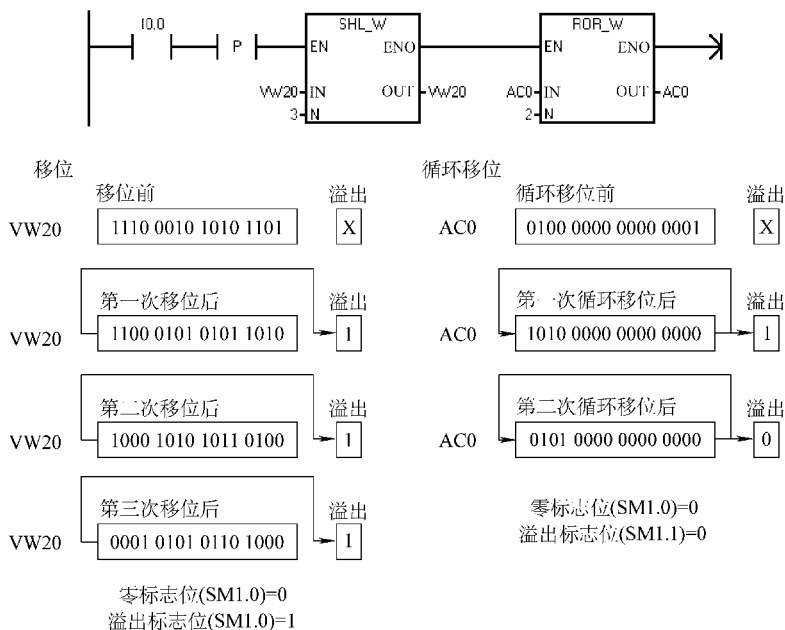 I0.0
P
SHL_W
EN ENO
VW20 IN OUT VW20
3 N
ROR_W
EN ENO
AC0 IN OUT AC0
2 N
移位
移位前 溢出
VW20 1110 0010 1010 1101 X
第一次移位后 溢出
VW20 1100 0101 0101 1010 1
第二次移位后 溢出
VW20 1000 1010 1011 0100 1
第三次移位后 溢出
VW20 0001 0101 0110 1000 1
零标志位(SM1.0)=0
溢出标志位(SM1.0)=1
循环移位
循环移位前 溢出
AC0 0100 0000 0000 0001 X
第一次循环移位后 溢出
AC0 1010 0000 0000 0000 1
第二次循环移位后 溢出
AC0 0101 0000 0000 0000 0
零标志位(SM1.0)=0
溢出标志位(SM1.1)=0